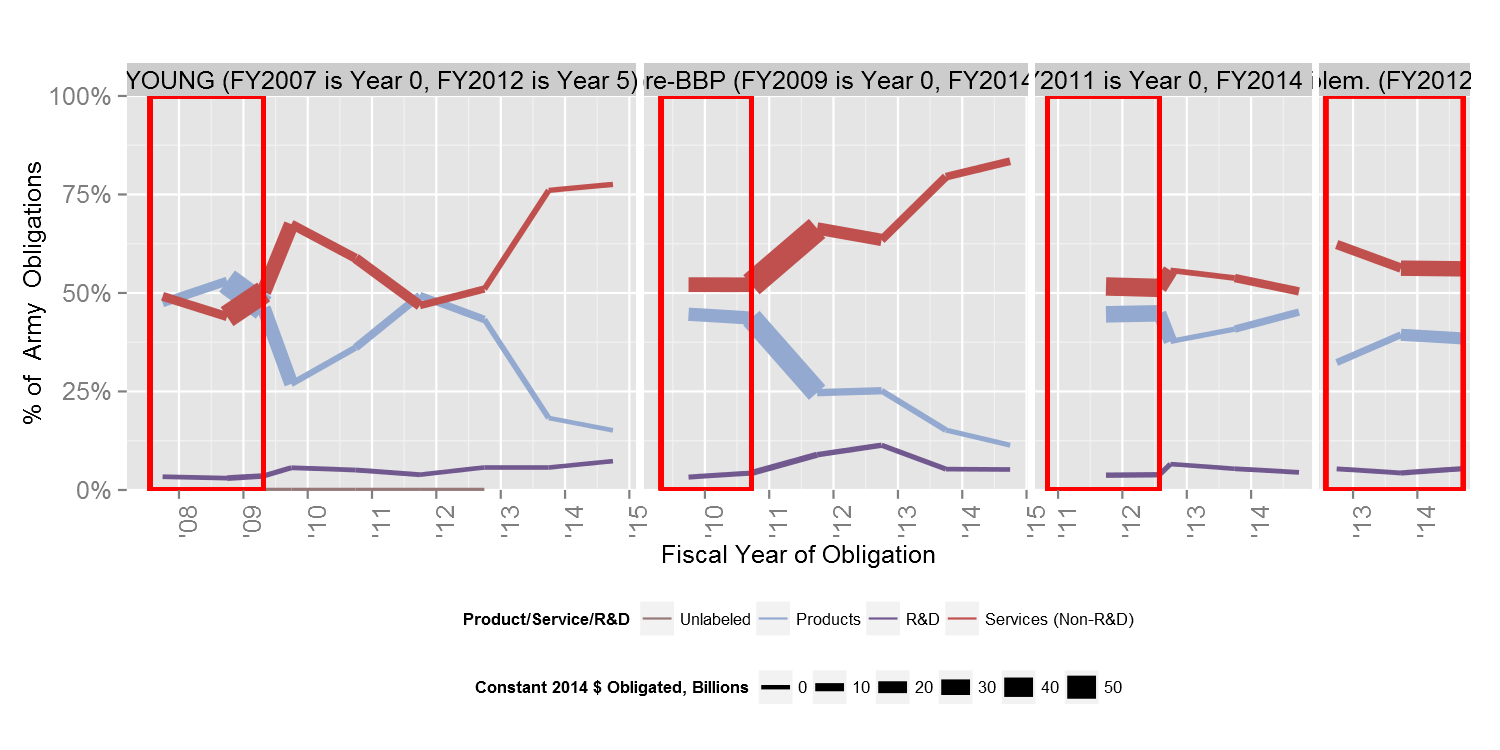 YOUNG (FY2007 is Year 0, FY2012 is Year 5)
re-BBP (FY2009 is Year 0, FY2014
Y2011 is Year 0, FY2014
lem. (FY2012
100%
75%
50%
25%
0%
% of Army Obligations
'08 '09 '10 '11 '12 '13 '14 '15
'10 '11 '12 '13 '14 '15
'11 '12 '13 '14
'13 '14
Fiscal Year of Obligation
Product/Service/R&D Unlabeled Products R&D Services (Non-R&D)
Constant 2014 $ Obligated, Billions 0 10 20 30 40 50